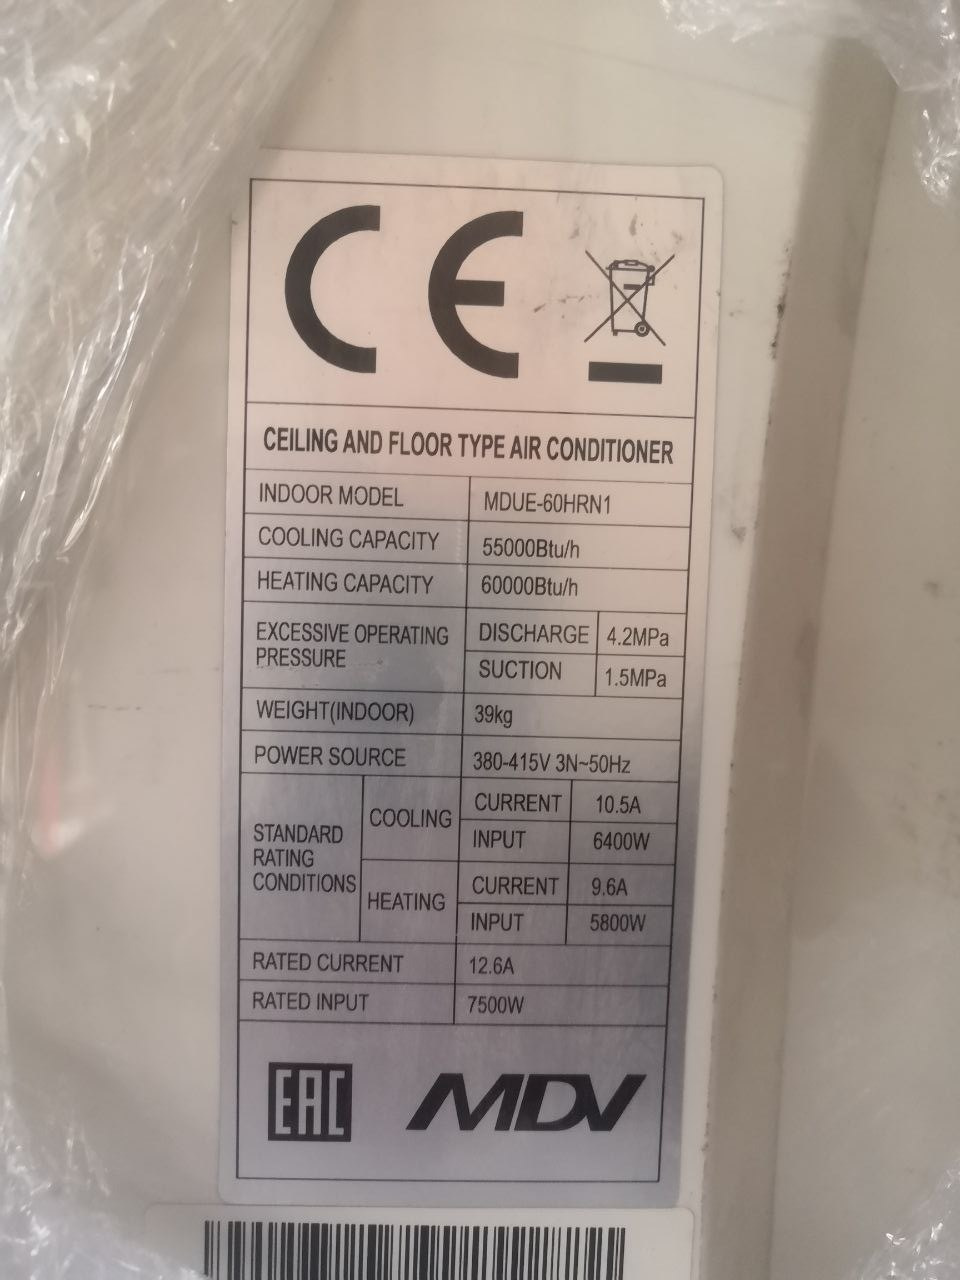 CE
CEILING AND FLOOR TYPE AIR CONDITIONER
INDOOR MODEL MDUE-60HRN1
COOLING CAPACITY 55000Btu/h
HEATING CAPACITY 60000Btu/h
EXCESSIVE OPERATING PRESSURE DISCHARGE 4.2MPa
SUCTION 1.5MPa
WEIGHT(INDOOR) 39kg
POWER SOURCE 380-415V 3N~50Hz
STANDARD RATING CONDITIONS COOLING CURRENT 10.5A
INPUT 6400W
HEATING CURRENT 9.6A
INPUT 5800W
RATED CURRENT 12.6A
RATED INPUT 7500W
EAC MDV